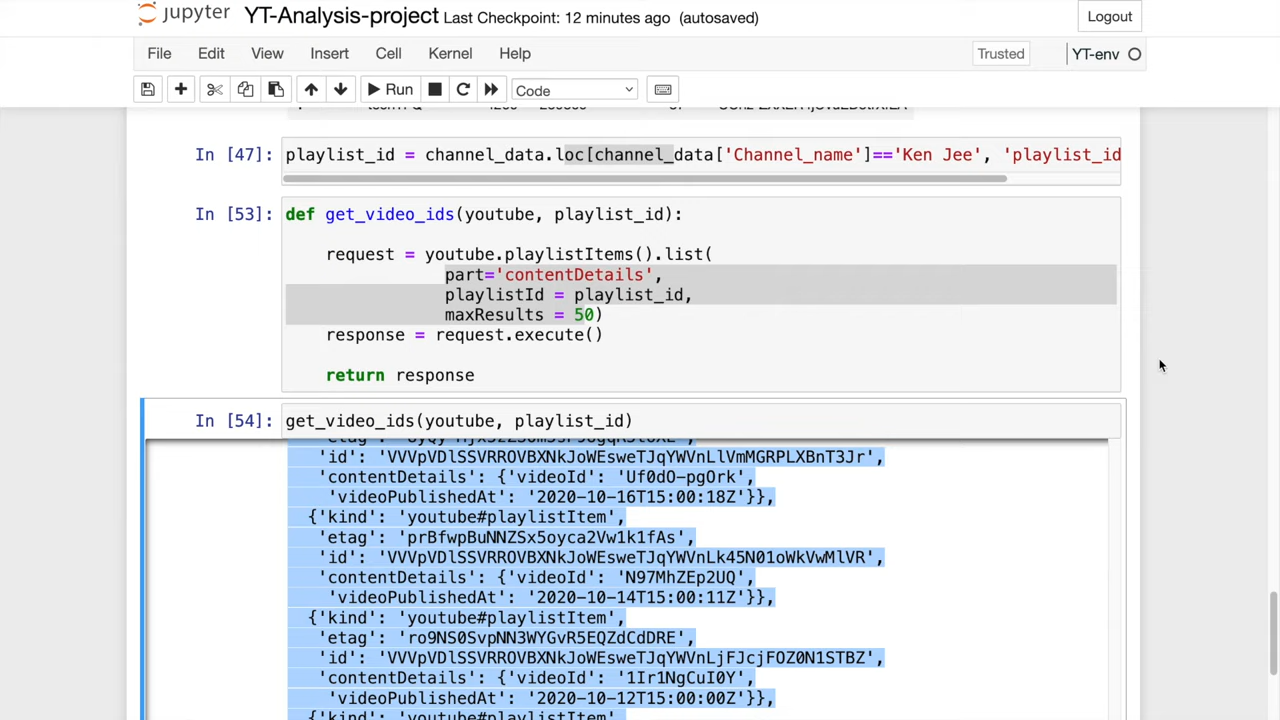 jupyter YT-Analysis-project Last Checkpoint: 12 minutes ago (autosaved)
Logout
File Edit View Insert Cell Kernel Help
Trusted
YT-env
Run
Code
In [47]: playlist_id = channel_data.loc[channel_data['Channel_name']=='Ken Jee', 'playlist_id
In [53]: def get_video_ids(youtube, playlist_id):
request = youtube.playlistItems().list(
part='contentDetails',
playlistId = playlist_id,
maxResults = 50)
response = request.execute()
return response
In [54]: get_video_ids(youtube, playlist_id)
'id': 'VVVpVDlSSVRROVBXNkJoWEsweTJqYWVnLlVmMGRPLXBnT3Jr',
'contentDetails': {'videoId': 'Uf0dO-pgOrk',
'videoPublishedAt': '2020-10-16T15:00:18Z'}},
{'kind': 'youtube#playlistItem',
'etag': 'prBfwpBuNNZSx5oyca2Vw1k1fAs',
'id': 'VVVpVDlSSVRROVBXNkJoWEsweTJqYWVnLk45N01oWkVwMlVR',
'contentDetails': {'videoId': 'N97MhZEp2UQ',
'videoPublishedAt': '2020-10-14T15:00:11Z'}},
{'kind': 'youtube#playlistItem',
'etag': 'ro9NS0SvpNN3WYGvR5EQZdCdDRE',
'id': 'VVVpVDlSSVRROVBXNkJoWEsweTJqYWVnLjFJcjFOZ0N1STBZ',
'contentDetails': {'videoId': '1Ir1NgCuI0Y',
'videoPublishedAt': '2020-10-12T15:00:00Z'}},
{'kind': 'youtube#playlistItem',